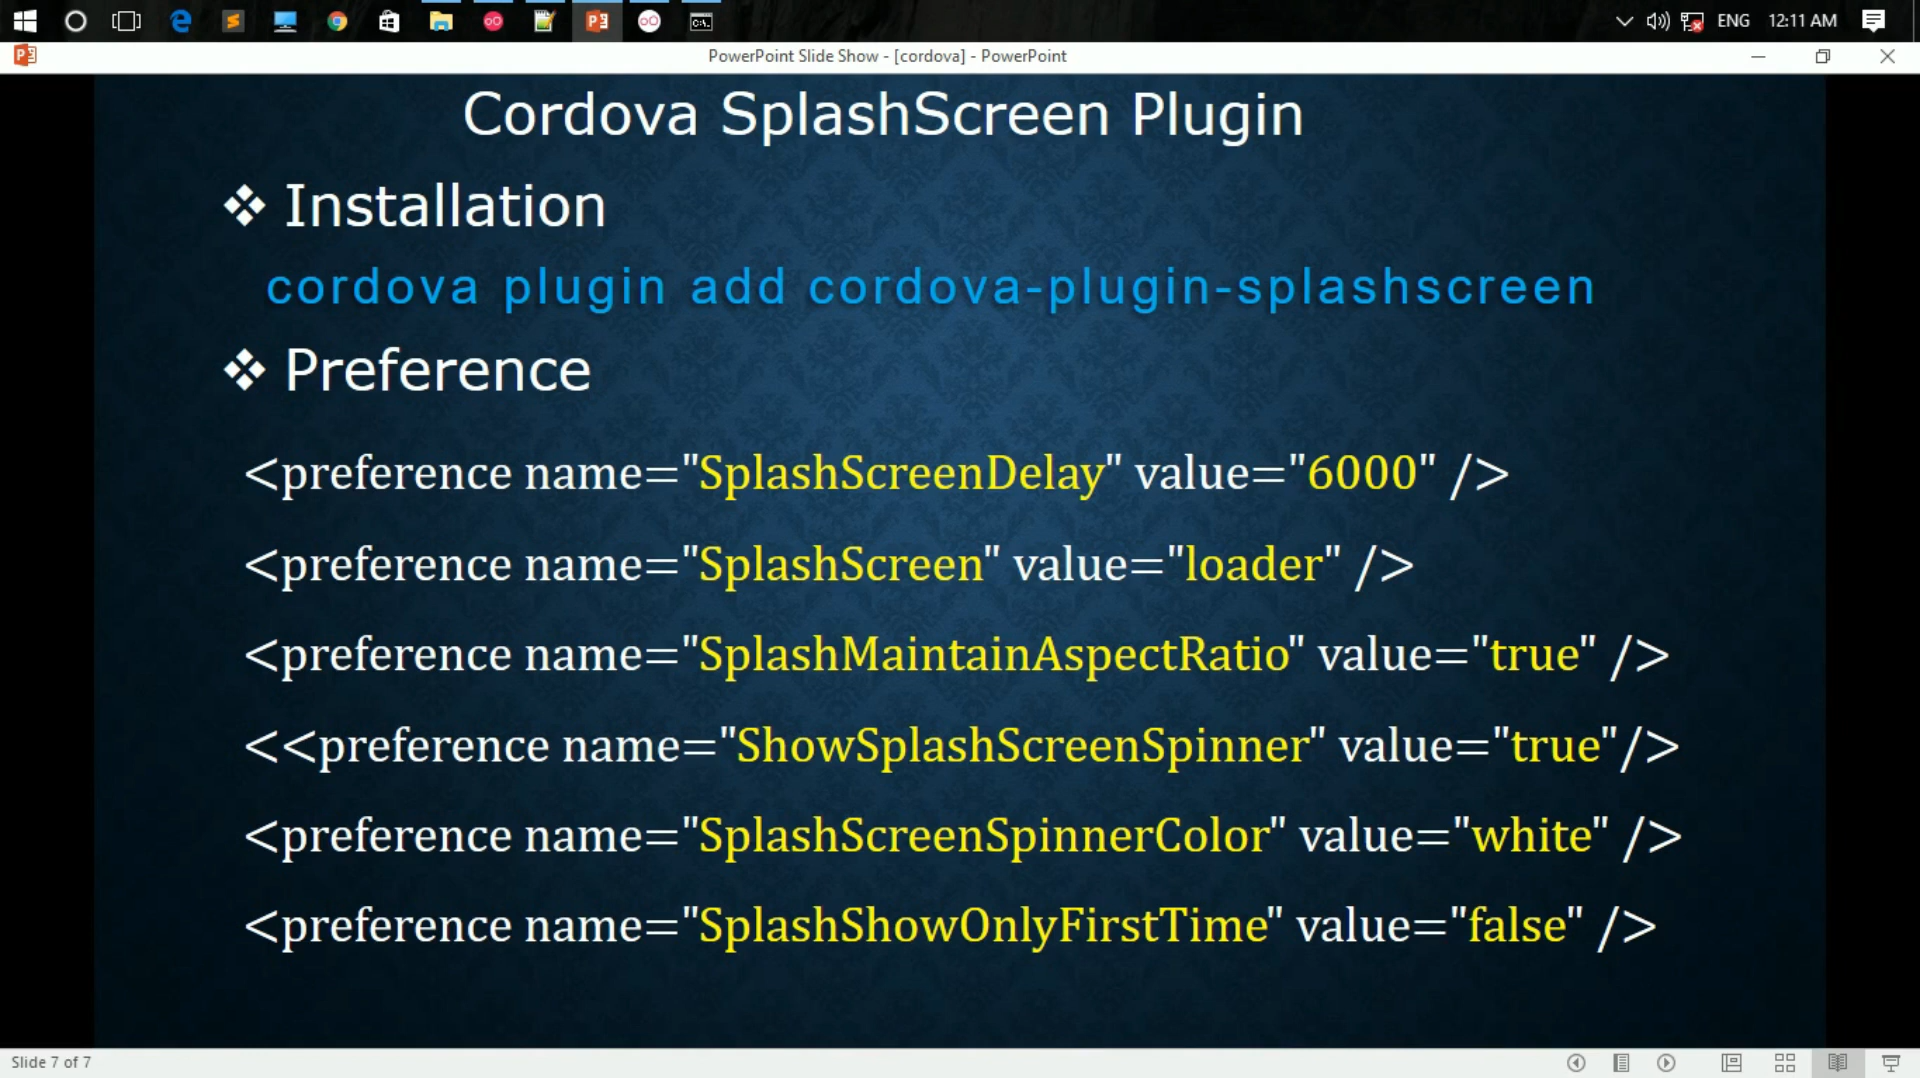 ENG 12:11 AM
PowerPoint Slide Show - [cordova] - PowerPoint
Cordova SplashScreen Plugin
❖ Installation
cordova plugin add cordova-plugin-splashscreen
❖ Preference
<preference name="SplashScreenDelay" value="6000" />
<preference name="SplashScreen" value="loader" />
<preference name="SplashMaintainAspectRatio" value="true" />
<<preference name="ShowSplashScreenSpinner" value="true"/>
<preference name="SplashScreenSpinnerColor" value="white" />
<preference name="SplashShowOnlyFirstTime" value="false" />
Slide 7 of 7